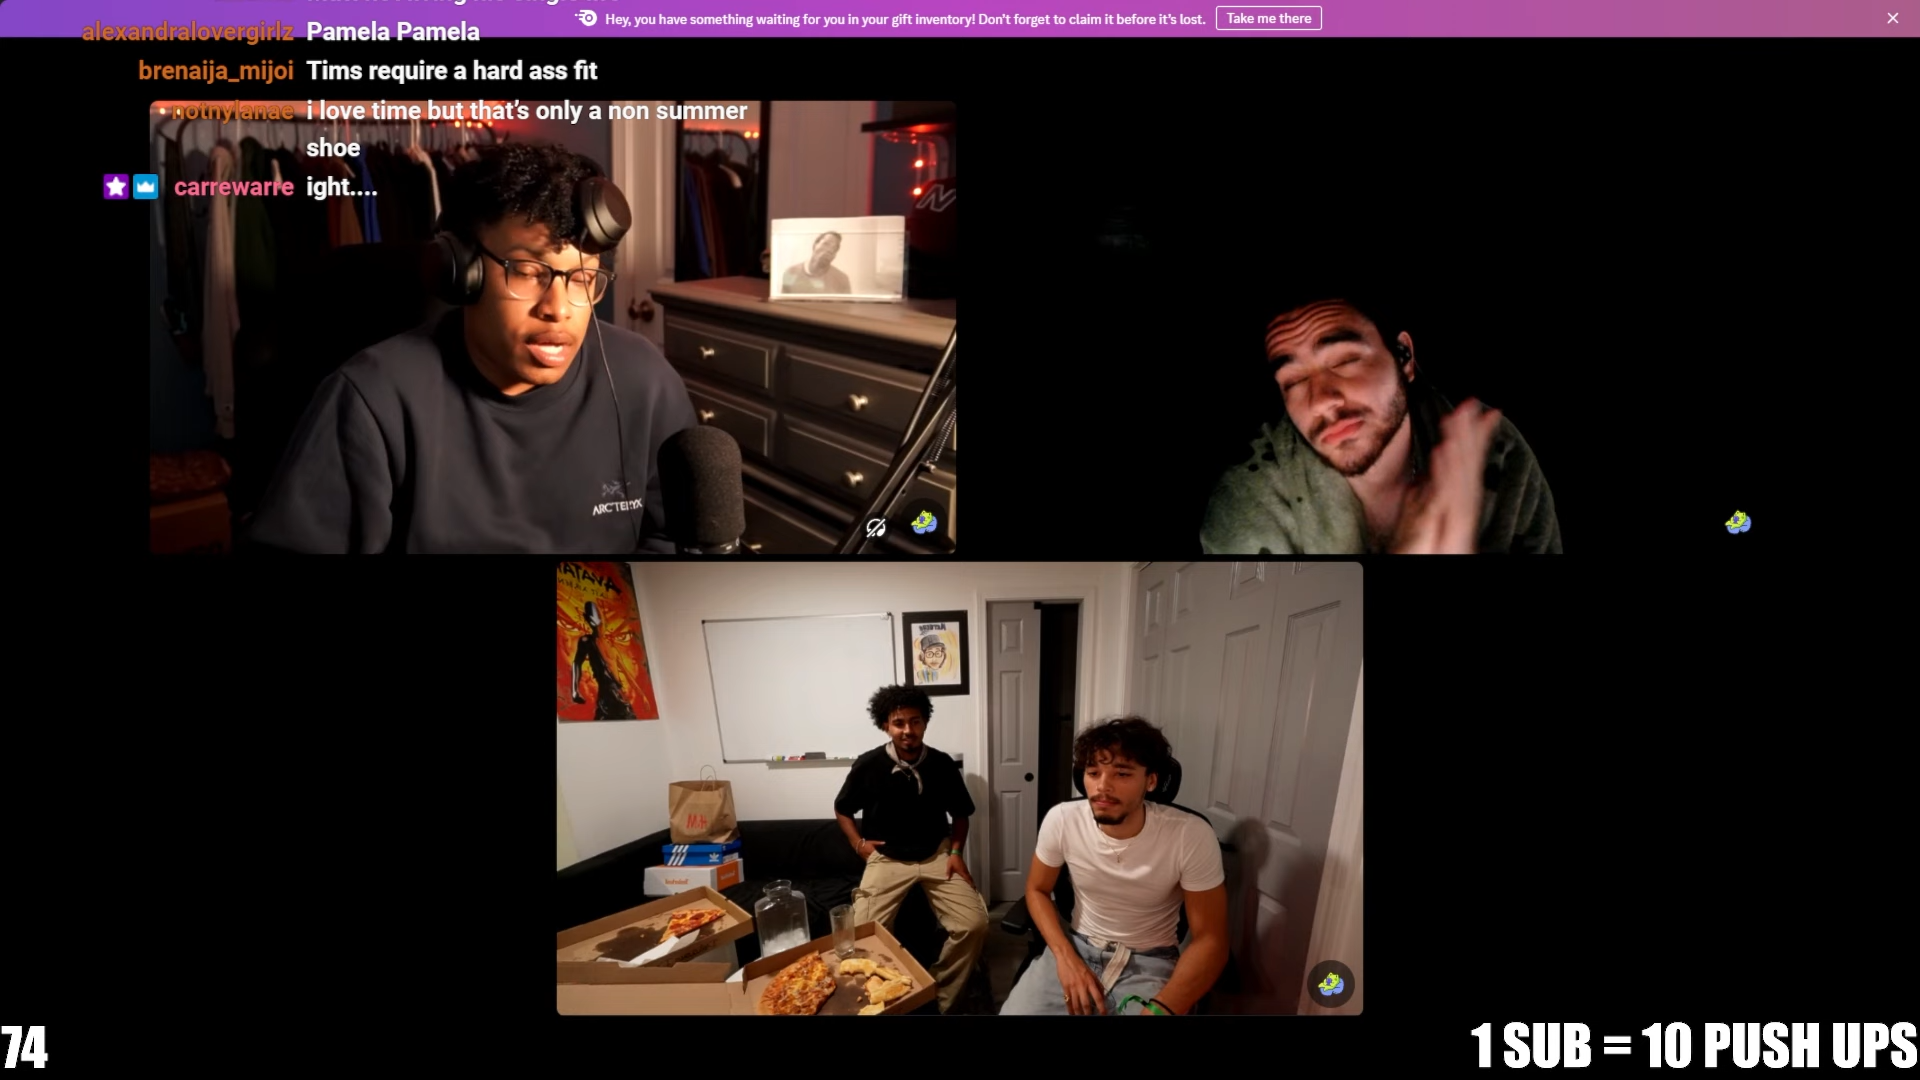 Hey, you have something waiting for you in your gift inventory! Don't forget to claim it before it's lost.
Take me there
alexandralovergirlz Pamela Pamela
brenaija_mijoi Tims require a hard ass fit
notnylanae i love time but that's only a non summer
shoe
carrewarre ight....
ARC'TERYX
74
1 SUB = 10 PUSH UPS